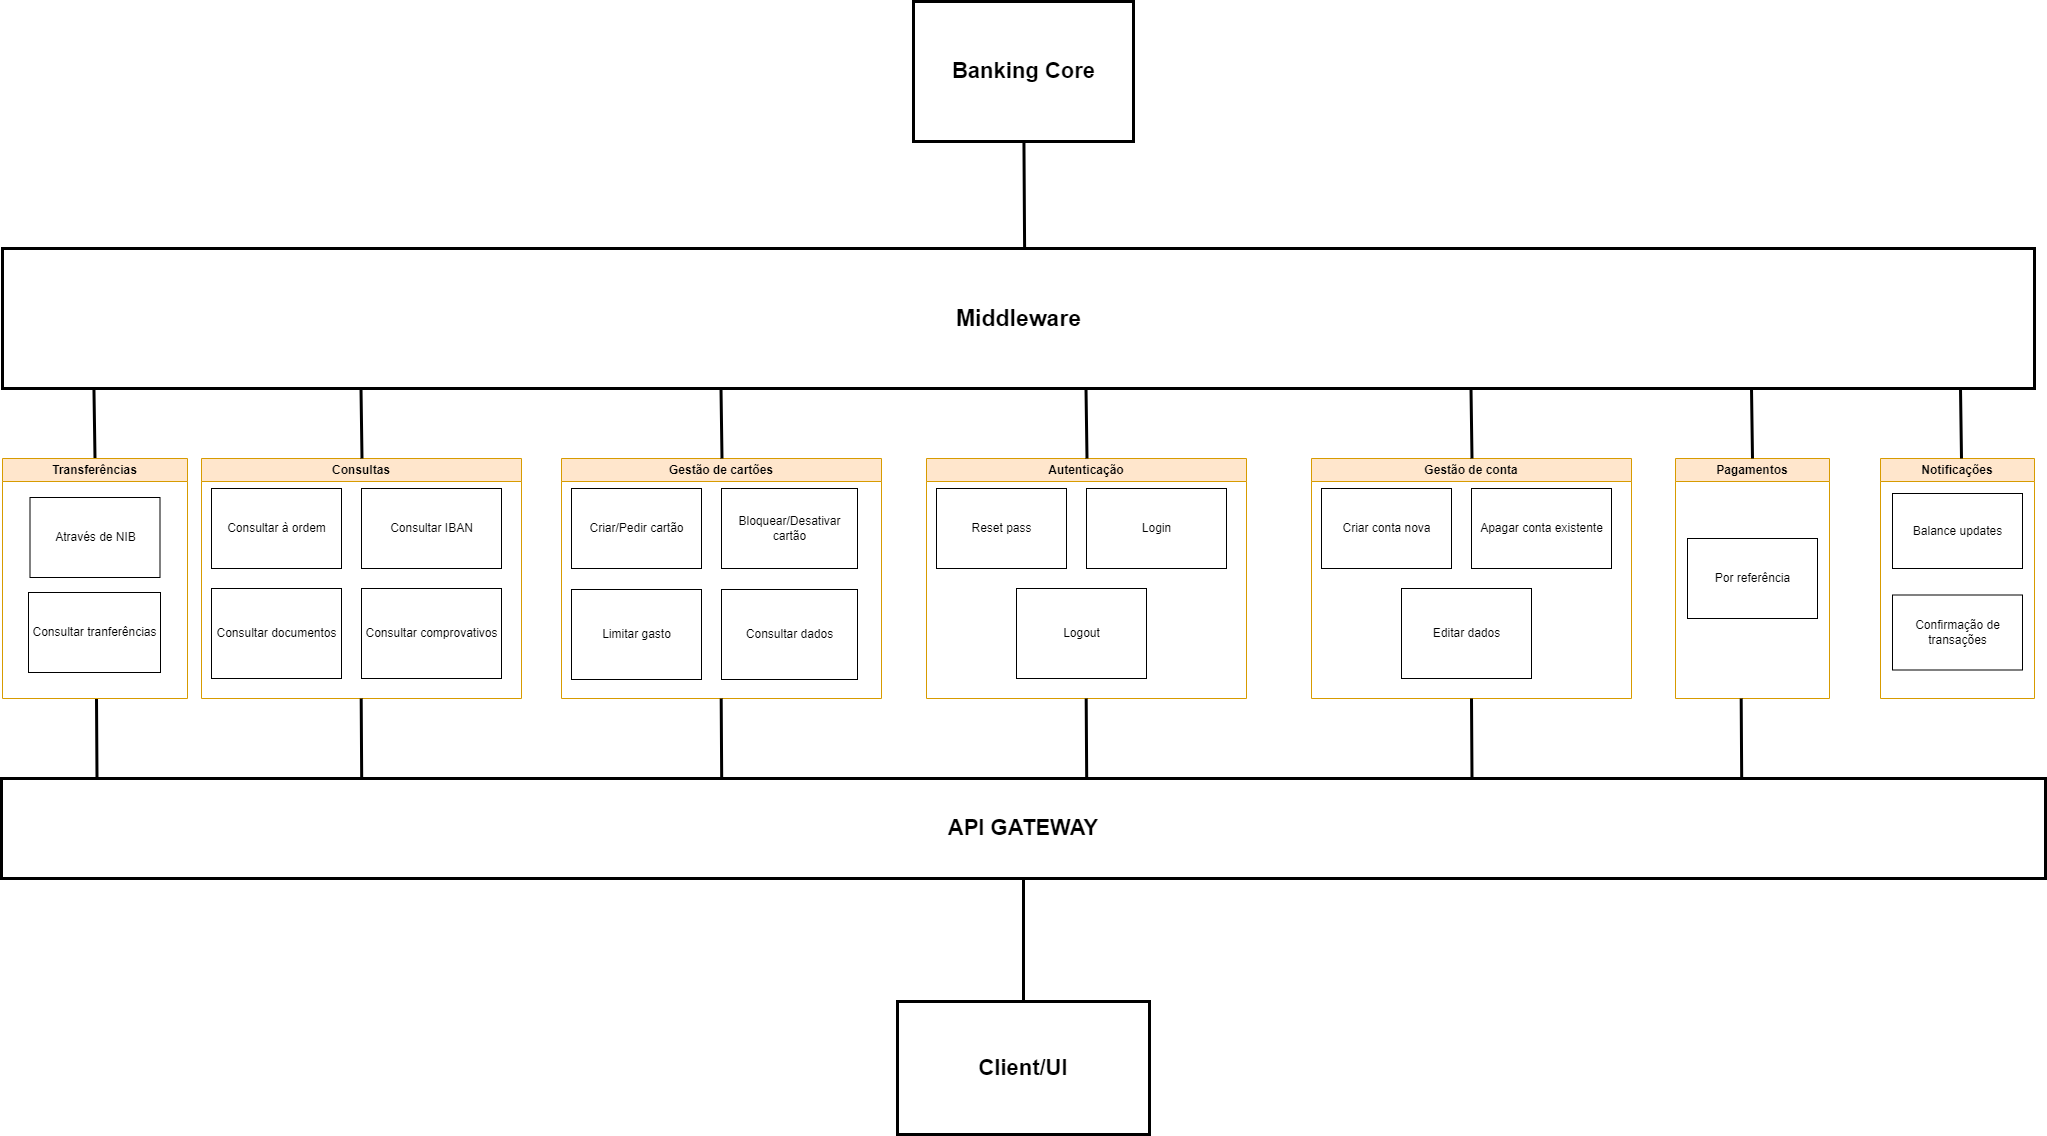 Banking Core
Middleware
Transferências
Através de NIB
Consultar tranferências
Consultas
Consultar á ordem
Consultar IBAN
Consultar documentos
Consultar comprovativos
Gestão de cartões
Criar/Pedir cartão
Bloquear/Desativar
cartão
Limitar gasto
Consultar dados
Autenticação
Reset pass
Login
Logout
Gestão de conta
Criar conta nova
Apagar conta existente
Editar dados
Pagamentos
Por referência
Notificações
Balance updates
Confirmação de
transações
API GATEWAY
Client/UI